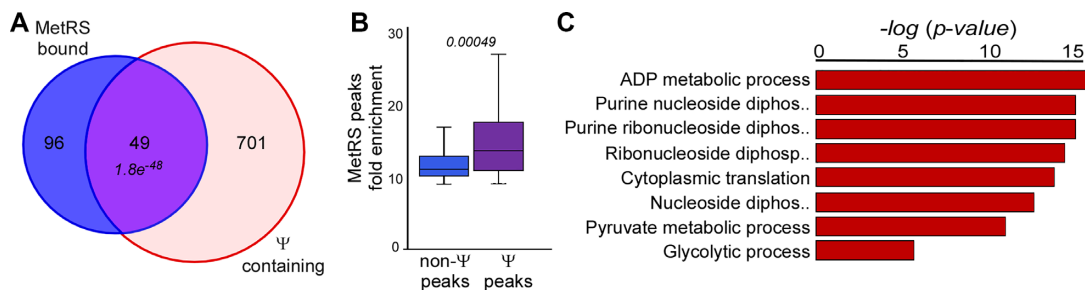 A
MetRS
bound
96
49
1.8e-48
701
Ψ
containing
B
MetRS peaks
fold enrichment
30
20
10
0
0.00049
non-Ψ
peaks
Ψ
peaks
C
-log (p-value)
0
5
10
15
ADP metabolic process
Purine nucleoside diphos..
Purine ribonucleoside diphos..
Ribonucleoside diphosp..
Cytoplasmic translation
Nucleoside diphos..
Pyruvate metabolic process
Glycolytic process